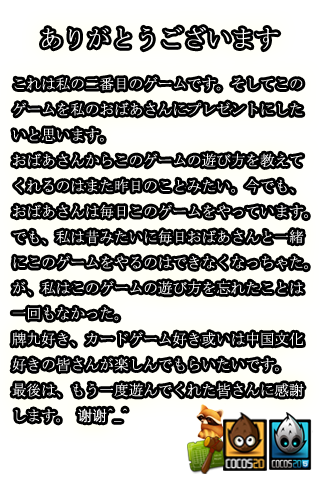 ありがとうございます
これは私の二番目のゲームです。そしてこの
ゲームを私のおばあさんにプレゼントにした
いと思います。
おばあさんからこのゲームの遊び方を教えて
くれるのはまた昨日のことみたい。今でも、
おばあさんは毎日このゲームをやっています。
でも、私は昔みたいに毎日おばあさんと一緒
にこのゲームをやるのはできなくなっちゃた。
が、私はこのゲームの遊び方を忘れたことは
一回もなかった。
牌九好き、カードゲーム好き或いは中国文化
好きの皆さんが楽しんでもらいたいです。
最後は、もう一度遊んでくれた皆さんに感謝
します。 谢谢^_^
COCOS2D COCOS2D